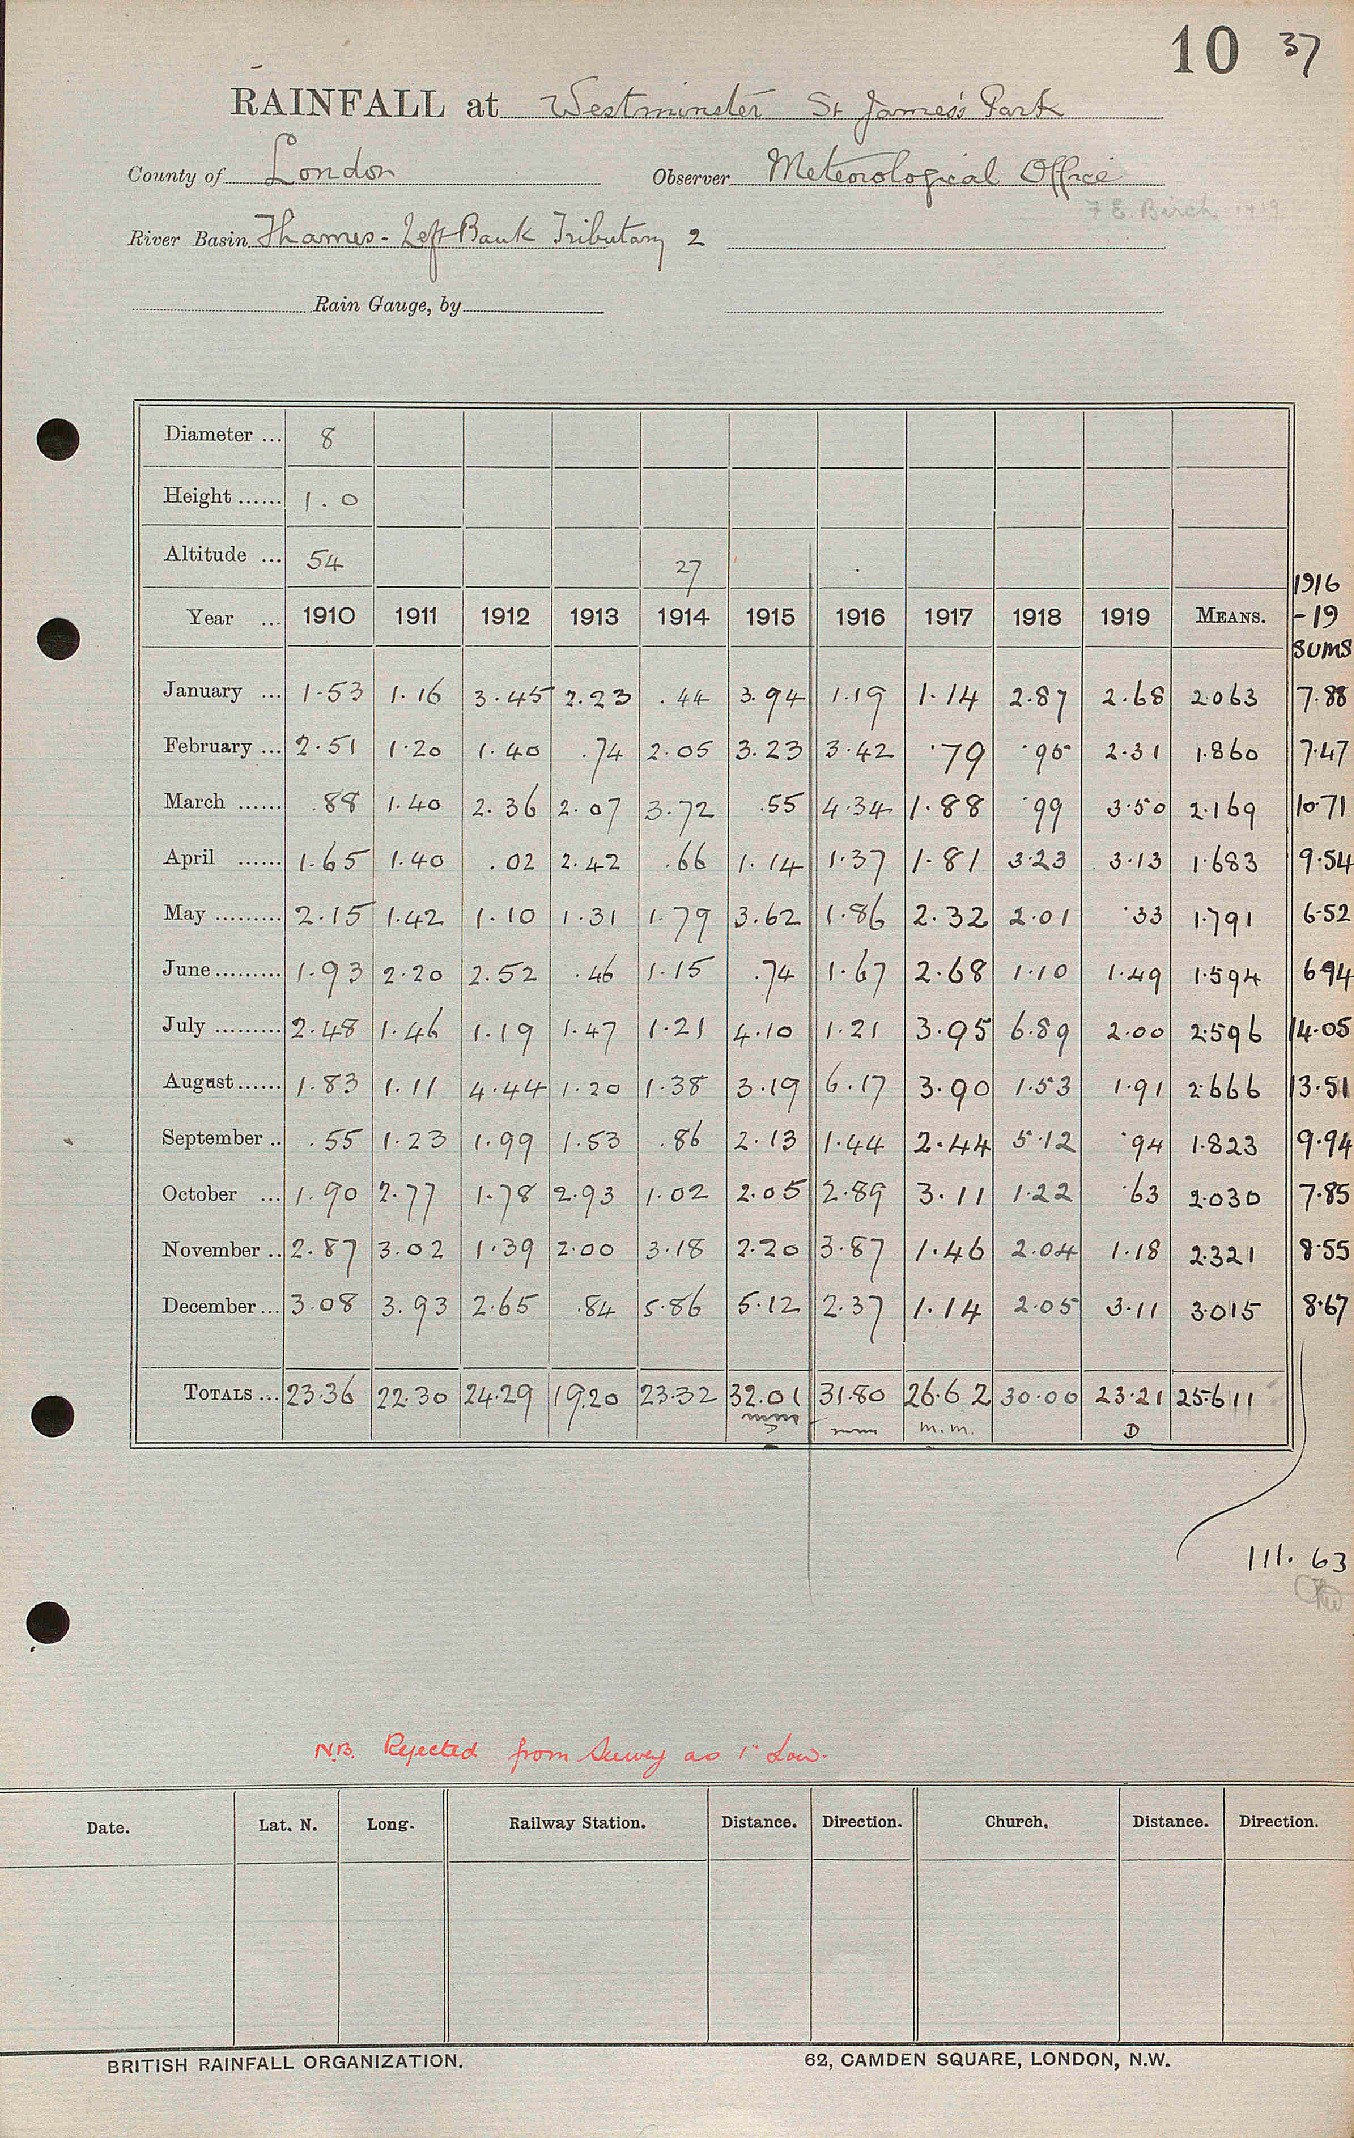 10 37
RAINFALL at Westminster St James's Park
County of London Observer Meteorological Office
River Basin Thames - Left Bank Tributary 2
Rain Gauge, by
Diameter ... 8
Height ...... 1.0
Altitude ... 54 27
Year ... 1910 1911 1912 1913 1914 1915 1916 1917 1918 1919 MEANS. 1916 -19 SUMS
January ... 1.53 1.16 3.45 2.23 .44 3.94 1.19 1.14 2.87 2.68 2.063 7.88
February ... 2.51 1.20 1.40 .74 2.05 3.23 3.42 .79 .95 2.31 1.860 7.47
March ...... .88 1.40 2.36 2.07 3.72 .55 4.34 1.88 .99 3.50 2.169 10.71
April ...... 1.65 1.40 .02 2.42 .66 1.14 1.37 1.81 3.23 3.13 1.683 9.54
May ......... 2.15 1.42 1.10 1.31 1.79 3.62 1.86 2.32 2.01 .33 1.791 6.52
June ......... 1.93 2.20 2.52 .46 1.15 .74 1.67 2.68 1.10 1.49 1.594 6.94
July ......... 2.48 1.46 1.19 1.47 1.21 4.10 1.21 3.95 6.89 2.00 2.596 14.05
August ...... 1.83 1.11 4.44 1.20 1.38 3.19 6.17 3.90 1.53 1.91 2.666 13.51
September .. .55 1.23 1.99 1.53 .86 2.13 1.44 2.44 5.12 .94 1.823 9.94
October ... 1.90 2.77 1.78 2.93 1.02 2.05 2.89 3.11 1.22 .63 2.030 7.85
November .. 2.87 3.02 1.39 2.00 3.18 2.20 3.87 1.46 2.04 1.18 2.321 8.55
December ... 3.08 3.93 2.65 .84 5.86 5.12 2.37 1.14 2.05 3.11 3.015 8.67
TOTALS ... 23.36 22.30 24.29 19.20 23.32 32.01 31.80 26.62 30.00 23.21 25.611
mm mm m.m. D
111.63
N.B. Rejected from Survey as 1" Low.
Date. Lat. N. Long. Railway Station. Distance. Direction. Church. Distance. Direction.
BRITISH RAINFALL ORGANIZATION. 62, CAMDEN SQUARE, LONDON, N.W.